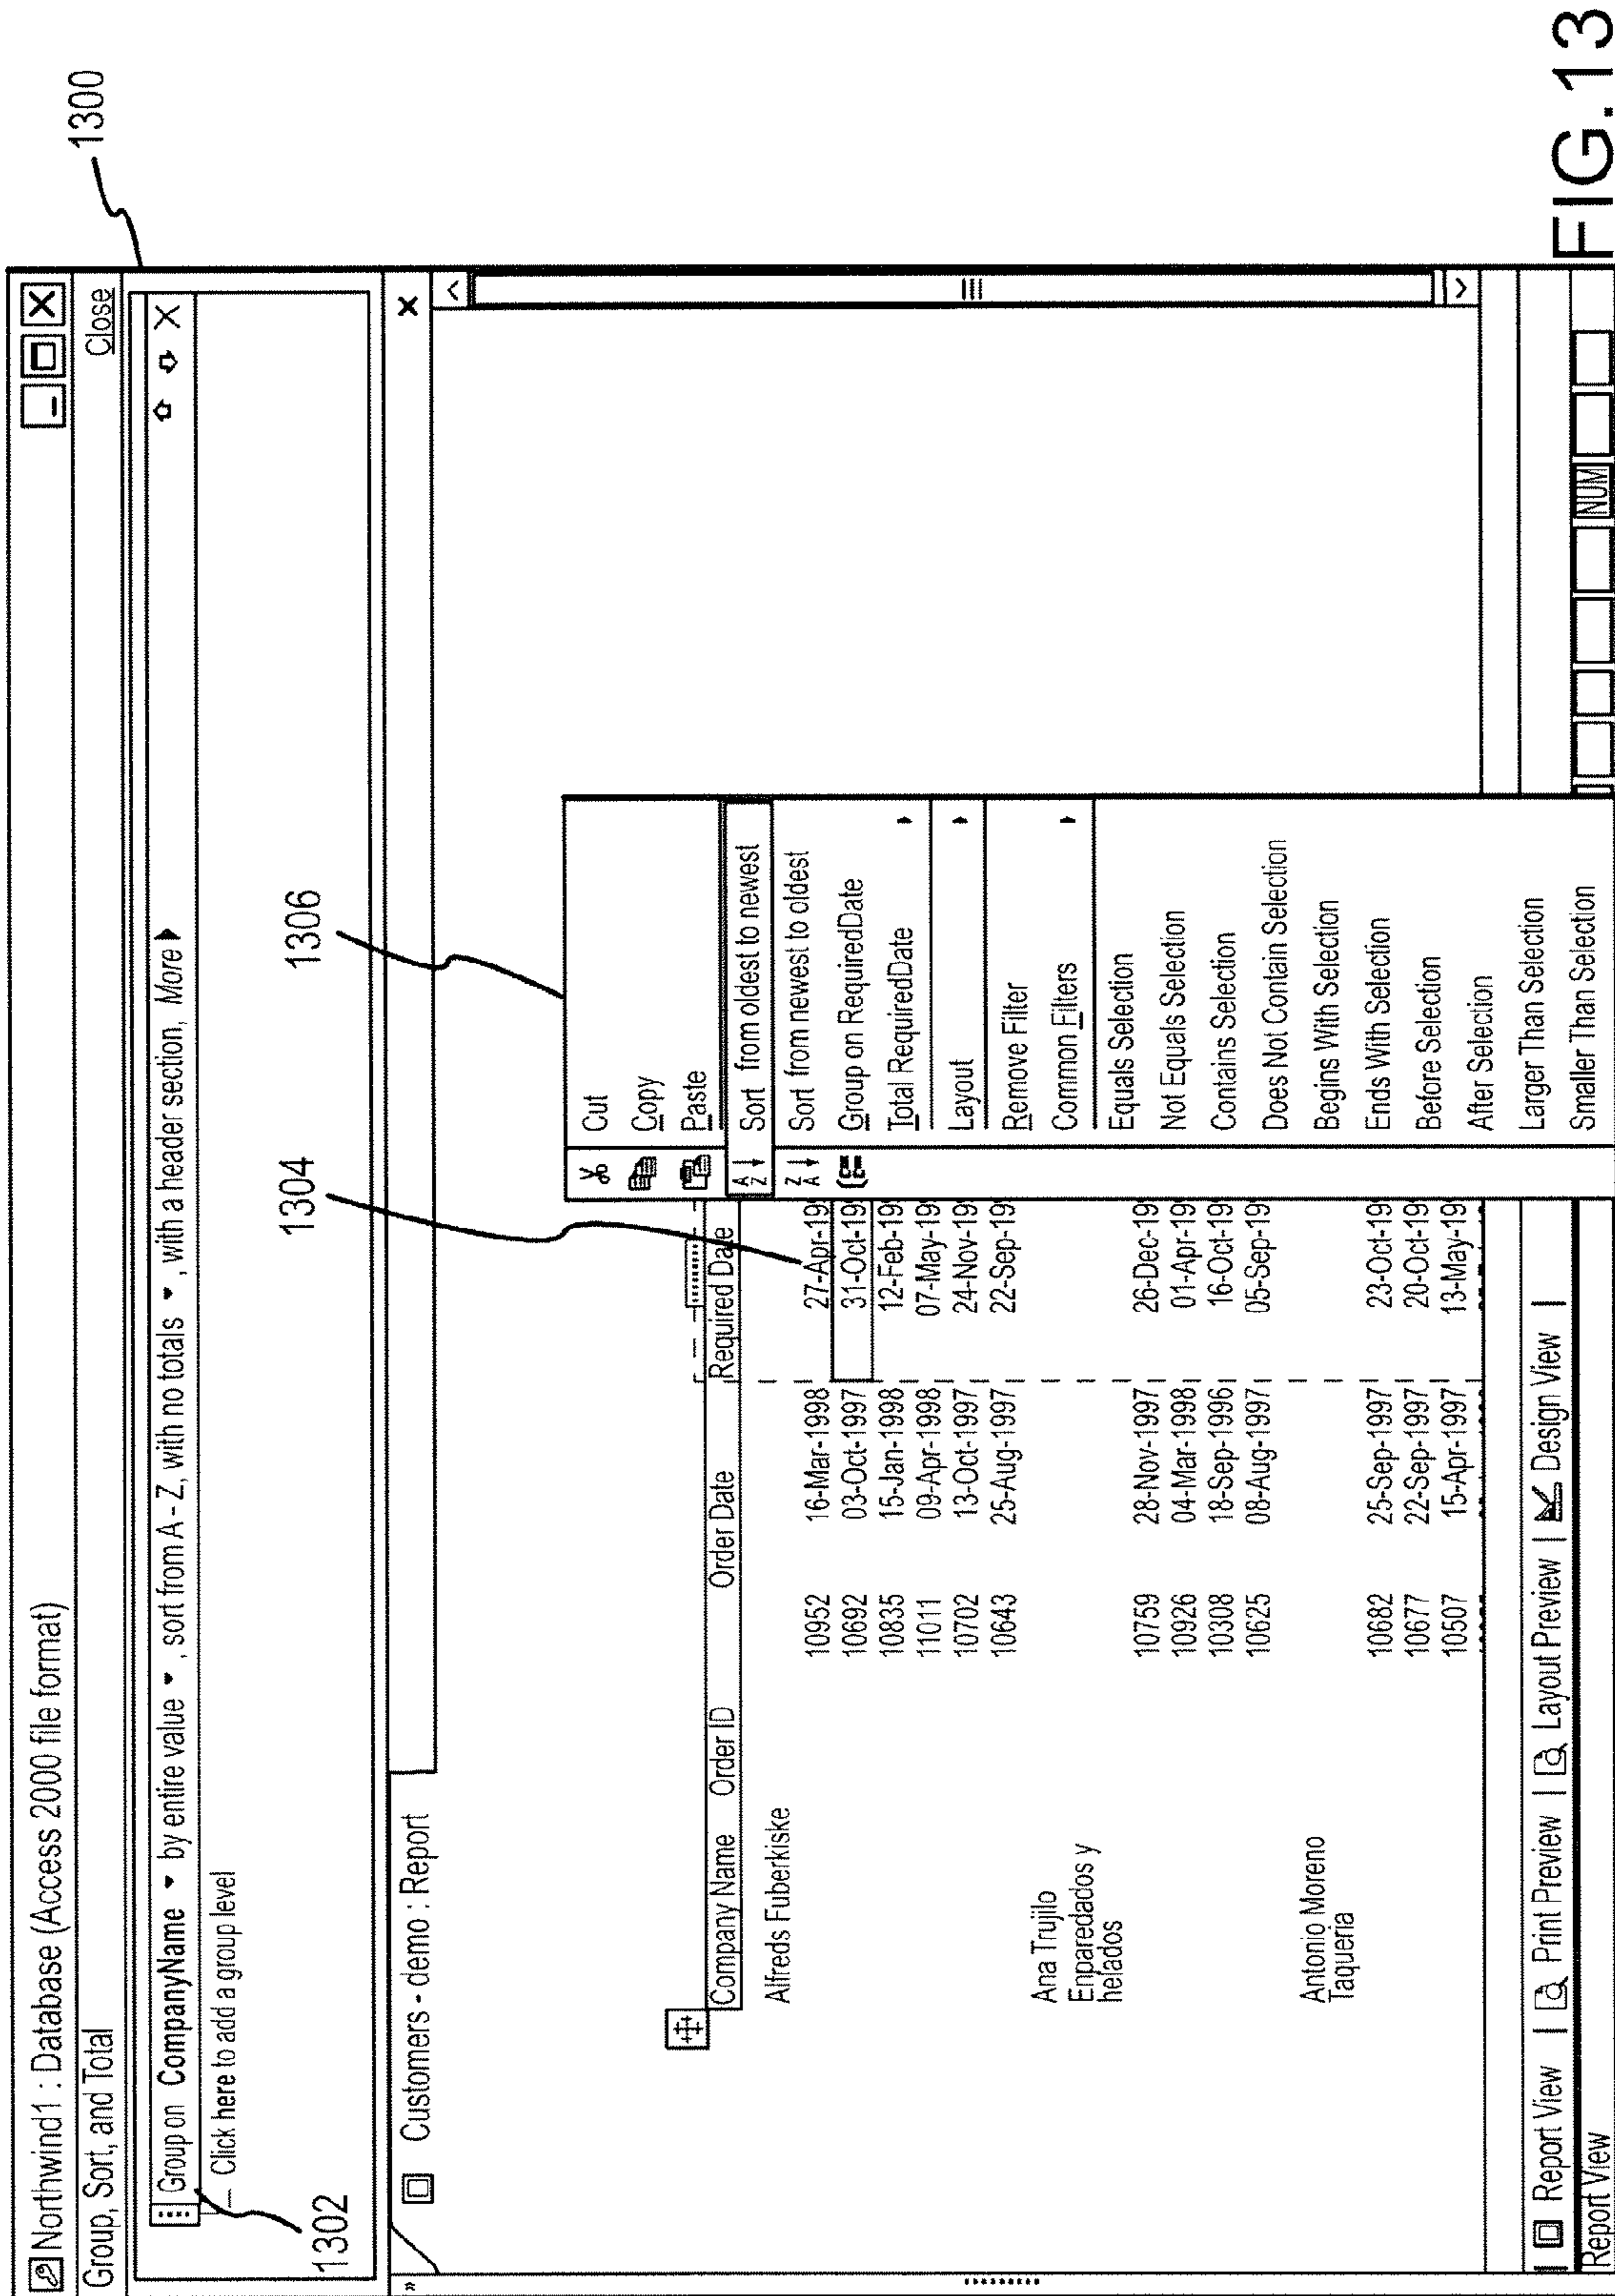 1300
Northwind1 : Database (Access 2000 file format)
Group, Sort, and Total
Close
Group on CompanyName by entire value , sort from A - Z, with no totals , with a header section, More
Click here to add a group level
1302
1304
1306
Customers - demo : Report
Company Name Order ID Order Date Required Date
Alfreds Fuberkiske
10952 16-Mar-1998 27-Apr-19
10692 03-Oct-1997 31-Oct-19
10835 15-Jan-1998 12-Feb-19
11011 09-Apr-1998 07-May-19
10702 13-Oct-1997 24-Nov-19
10643 25-Aug-1997 22-Sep-19
Ana Trujilo
Enparedados y
helados
10759 28-Nov-1997 26-Dec-19
10926 04-Mar-1998 01-Apr-19
10308 18-Sep-1996 16-Oct-19
10625 08-Aug-1997 05-Sep-19
Antonio Moreno
Taqueria
10682 25-Sep-1997 23-Oct-19
10677 22-Sep-1997 20-Oct-19
10507 15-Apr-1997 13-May-19
Cut
Copy
Paste
Sort from oldest to newest
Sort from newest to oldest
Group on RequiredDate
Total RequiredDate
Layout
Remove Filter
Common Filters
Equals Selection
Not Equals Selection
Contains Selection
Does Not Contain Selection
Begins With Selection
Ends With Selection
Before Selection
After Selection
Larger Than Selection
Smaller Than Selection
Report View | Print Preview | Layout Preview | Design View |
Report View
NUM
FIG.13